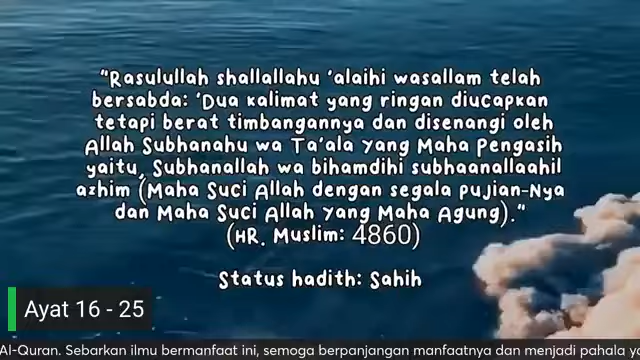 "Rasulullah shallallahu 'alaihi wasallam telah
bersabda: 'Dua kalimat yang ringan diucapkan
tetapi berat timbangannya dan disenangi oleh
Allah Subhanahu wa Ta'ala Yang Maha Pengasih
yaitu, Subhanallah wa bihamdihi subhaanallaahil
azhim (Maha Suci Allah dengan segala pujian-Nya
dan Maha Suci Allah Yang Maha Agung)."
(HR. Muslim: 4860)
Status hadith: Sahih
Ayat 16 - 25
Al-Quran. Sebarkan ilmu bermanfaat ini, semoga berpanjangan manfaatnya dan menjadi pahala